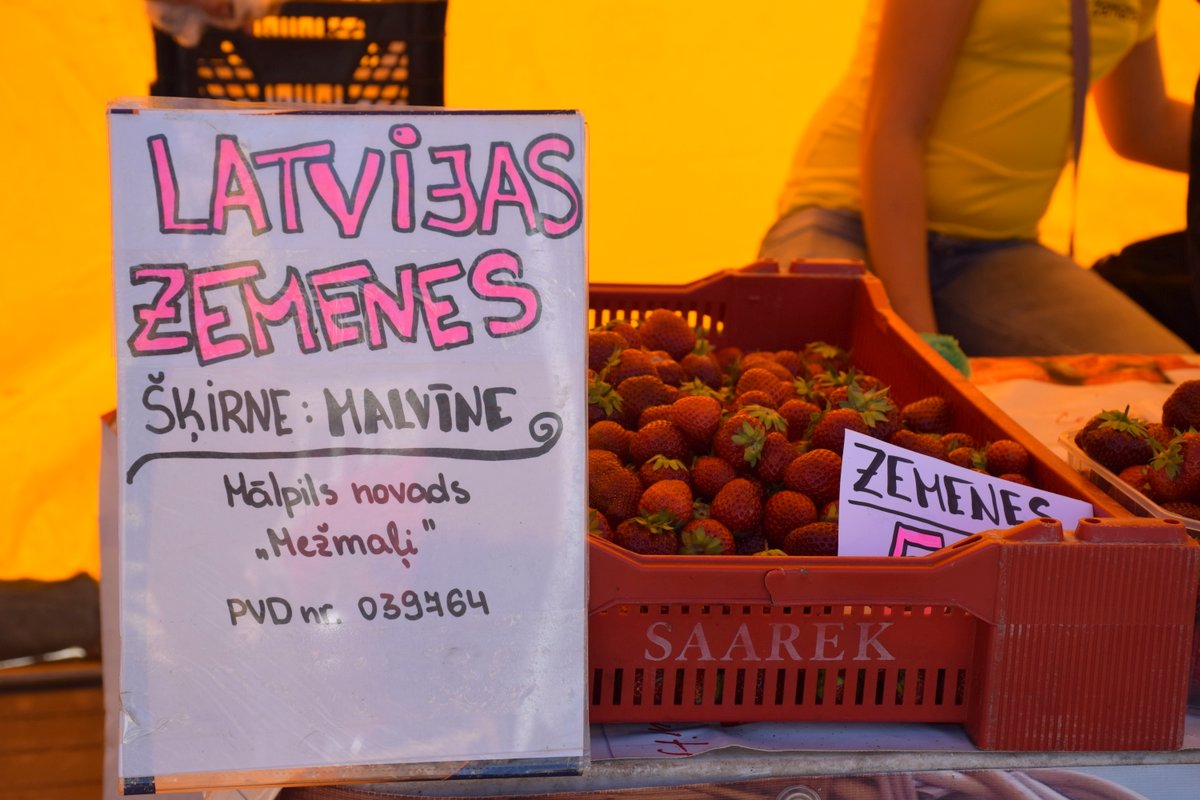 LATVIJAS
ZEMENES
ŠĶIRNE: MALVĪNE
Mālpils novads
„Mežmaļi"
PVD nr. 039764
ZEMENES
SAAREK